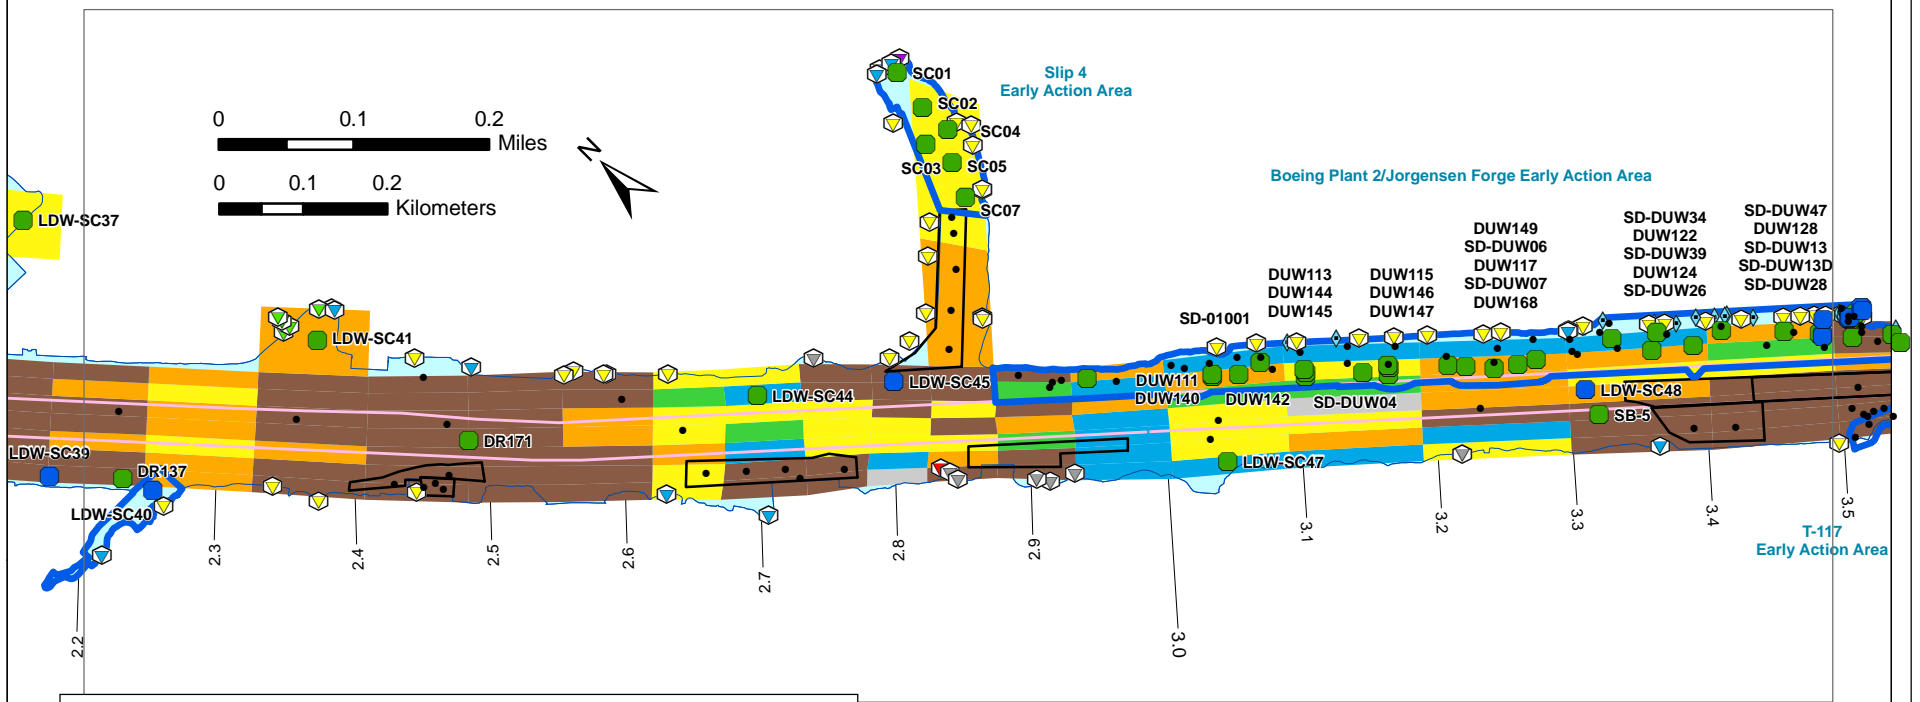 SC01
Slip 4
Early Action Area
SC02
0 0.1 0.2
Miles
N
SC04
SC03
SC05
Boeing Plant 2/Jorgensen Forge Early Action Area
0 0.1 0.2
Kilometers
SC07
LDW-SC37
SD-DUW34
DUW122
SD-DUW39
DUW124
SD-DUW26
SD-DUW47
DUW128
SD-DUW13
SD-DUW13D
SD-DUW28
DUW149
SD-DUW06
DUW117
SD-DUW07
DUW168
DUW113
DUW144
DUW145
DUW115
DUW146
DUW147
SD-01001
LDW-SC41
LDW-SC45
DUW111
DUW140
LDW-SC44
DUW142
SD-DUW04
LDW-SC48
SB-5
DR171
LDW-SC39
DR137
LDW-SC47
LDW-SC40
2.2
2.3
2.4
2.5
2.6
2.7
2.8
2.9
3.0
3.1
3.2
3.3
3.4
3.5
T-117
Early Action Area